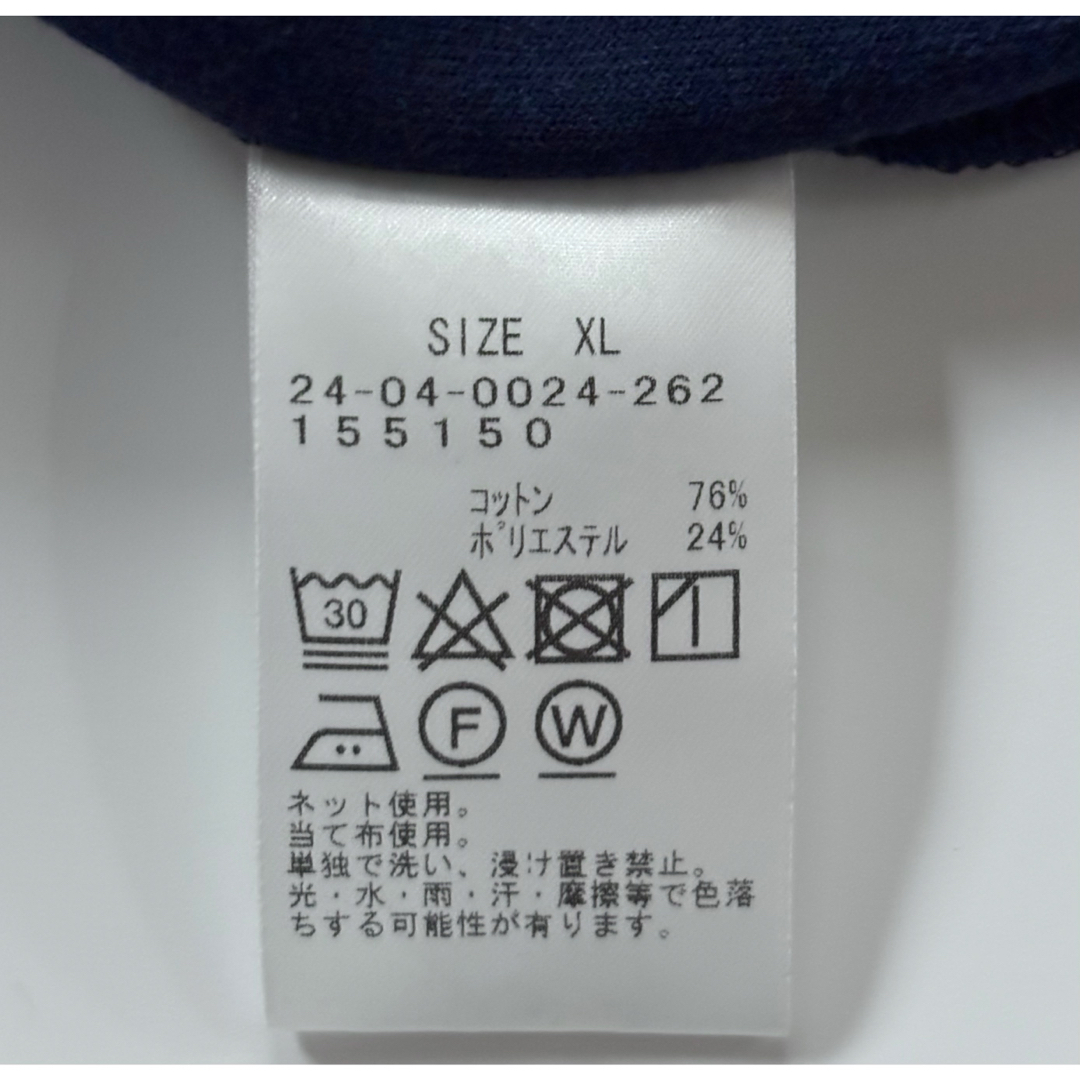 SIZE XL
24-04-0024-262
155150
コットン 76%
ポリエステル 24%
30
F W
ネット使用。
当て布使用。
単独で洗い、浸け置き禁止。
光・水・雨・汗・摩擦等で色落
ちする可能性が有ります。